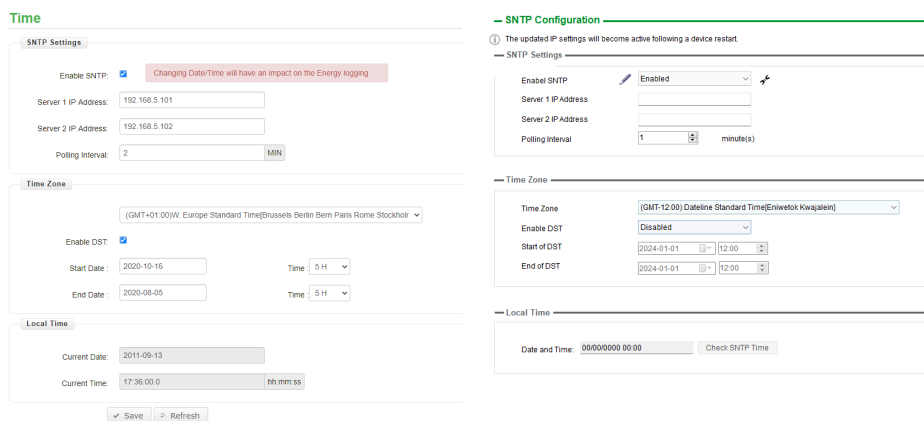 Time
SNTP Settings
Enable SNTP:
Changing Date/Time will have an impact on the Energy logging
Server 1 IP Address:
192.168.5.101
Server 2 IP Address:
192.168.5.102
Polling Interval:
2
MIN
Time Zone
(GMT+01:00)W. Europe Standard Time[Brussels Berlin Bern Paris Rome Stockholr
Enable DST:
Start Date :
2020-10-16
Time :
5 H
End Date :
2020-08-05
Time :
5 H
Local Time
Current Date:
2011-09-13
Current Time:
17:36:00.0
hh:mm:ss
Save
Refresh
SNTP Configuration
The updated IP settings will become active following a device restart.
SNTP Settings
Enabel SNTP
Enabled
Server 1 IP Address
Server 2 IP Address
Polling Interval
1
minute(s)
Time Zone
Time Zone
(GMT-12:00) Dateline Standard Time[Eniwetok Kwajalein]
Enable DST
Disabled
Start of DST
2024-01-01
12:00
End of DST
2024-01-01
12:00
Local Time
Date and Time:
00/00/0000 00:00
Check SNTP Time